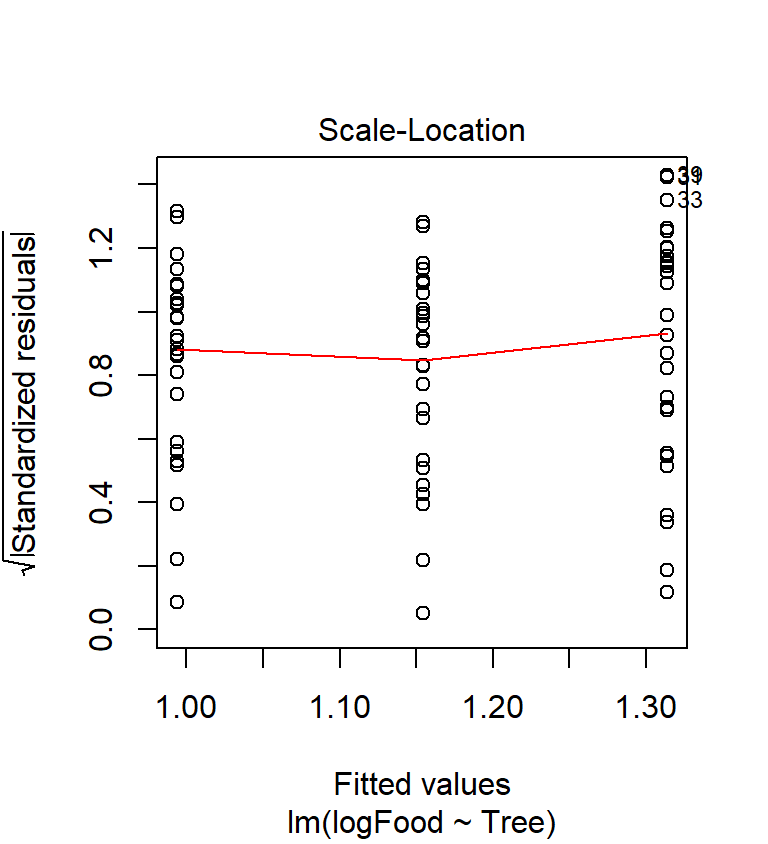 Scale-Location
33
√|Standardized residuals|
1.2
0.8
0.4
0.0
1.00 1.10 1.20 1.30
Fitted values
lm(logFood ~ Tree)